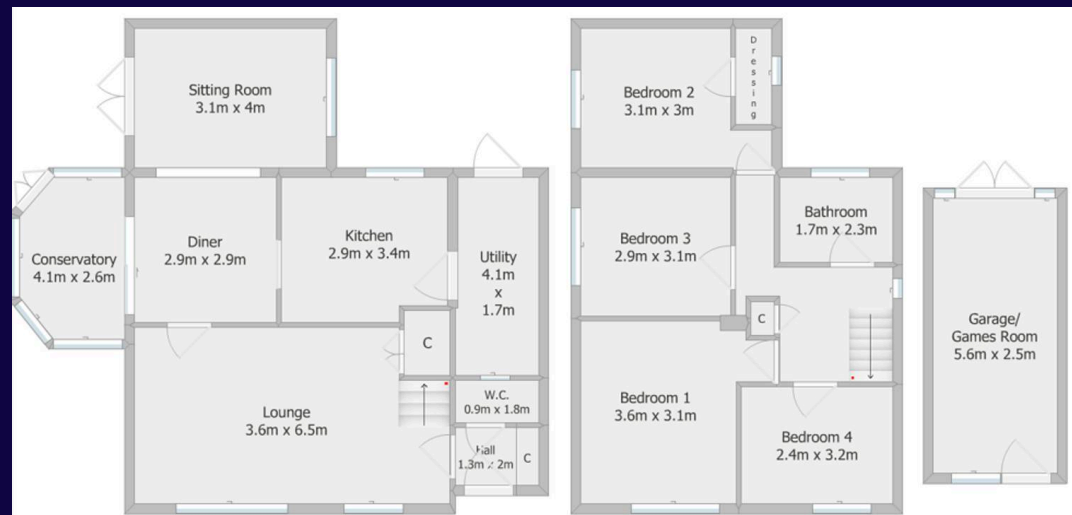 Sitting Room
3.1m x 4m
Conservatory
4.1m x 2.6m
Diner
2.9m x 2.9m
Kitchen
2.9m x 3.4m
Utility
4.1m
x
1.7m
C
Lounge
3.6m x 6.5m
W.C.
0.9m x 1.8m
Hall
1.3m x 2m
C
Bedroom 2
3.1m x 3m
Dressing
Bedroom 3
2.9m x 3.1m
Bathroom
1.7m x 2.3m
C
Bedroom 1
3.6m x 3.1m
Bedroom 4
2.4m x 3.2m
Garage/
Games Room
5.6m x 2.5m